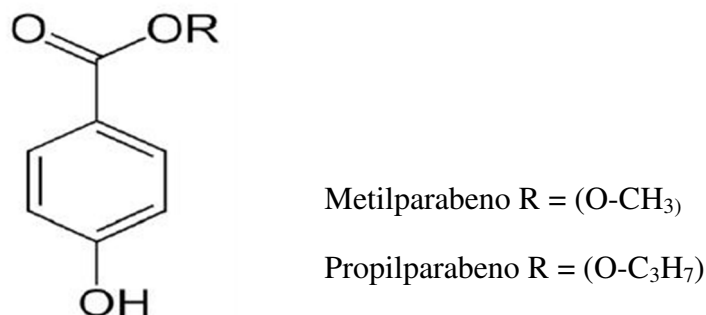 O OR
Metilparabeno R = (O-CH₃)
Propilparabeno R = (O-C₃H₇)
OH